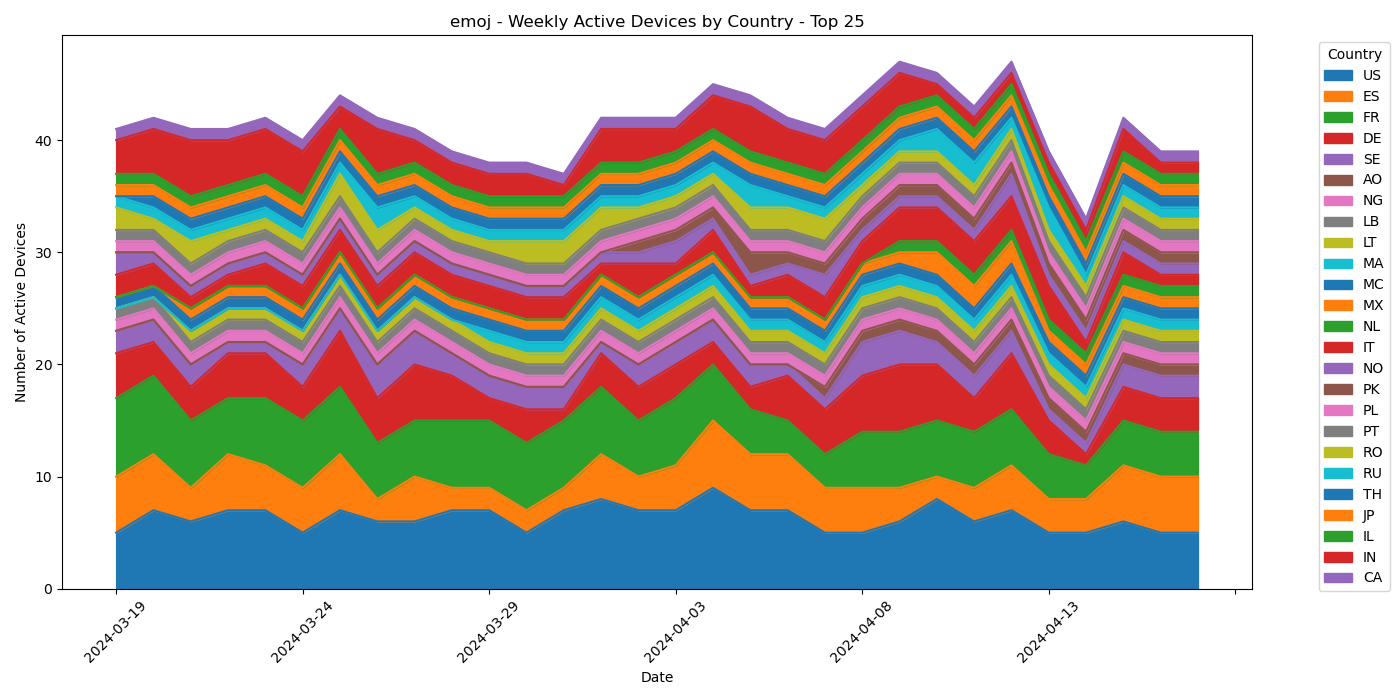 emoj - Weekly Active Devices by Country - Top 25
Number of Active Devices
40
30
20
10
0
2024-03-19
2024-03-24
2024-03-29
2024-04-03
2024-04-08
2024-04-13
Date
Country
US
ES
FR
DE
SE
AO
NG
LB
LT
MA
MC
MX
NL
IT
NO
PK
PL
PT
RO
RU
TH
JP
IL
IN
CA